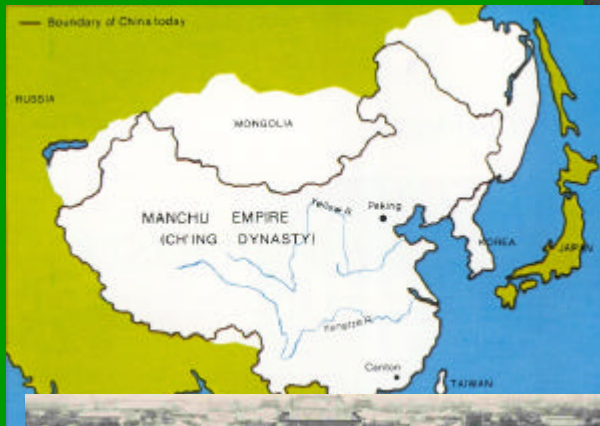 Boundary of China today
RUSSIA
MONGOLIA
MANCHU EMPIRE
(CH'ING DYNASTY)
Yellow R.
Peking
KOREA
JAPAN
Yangtze R.
Canton
TAIWAN